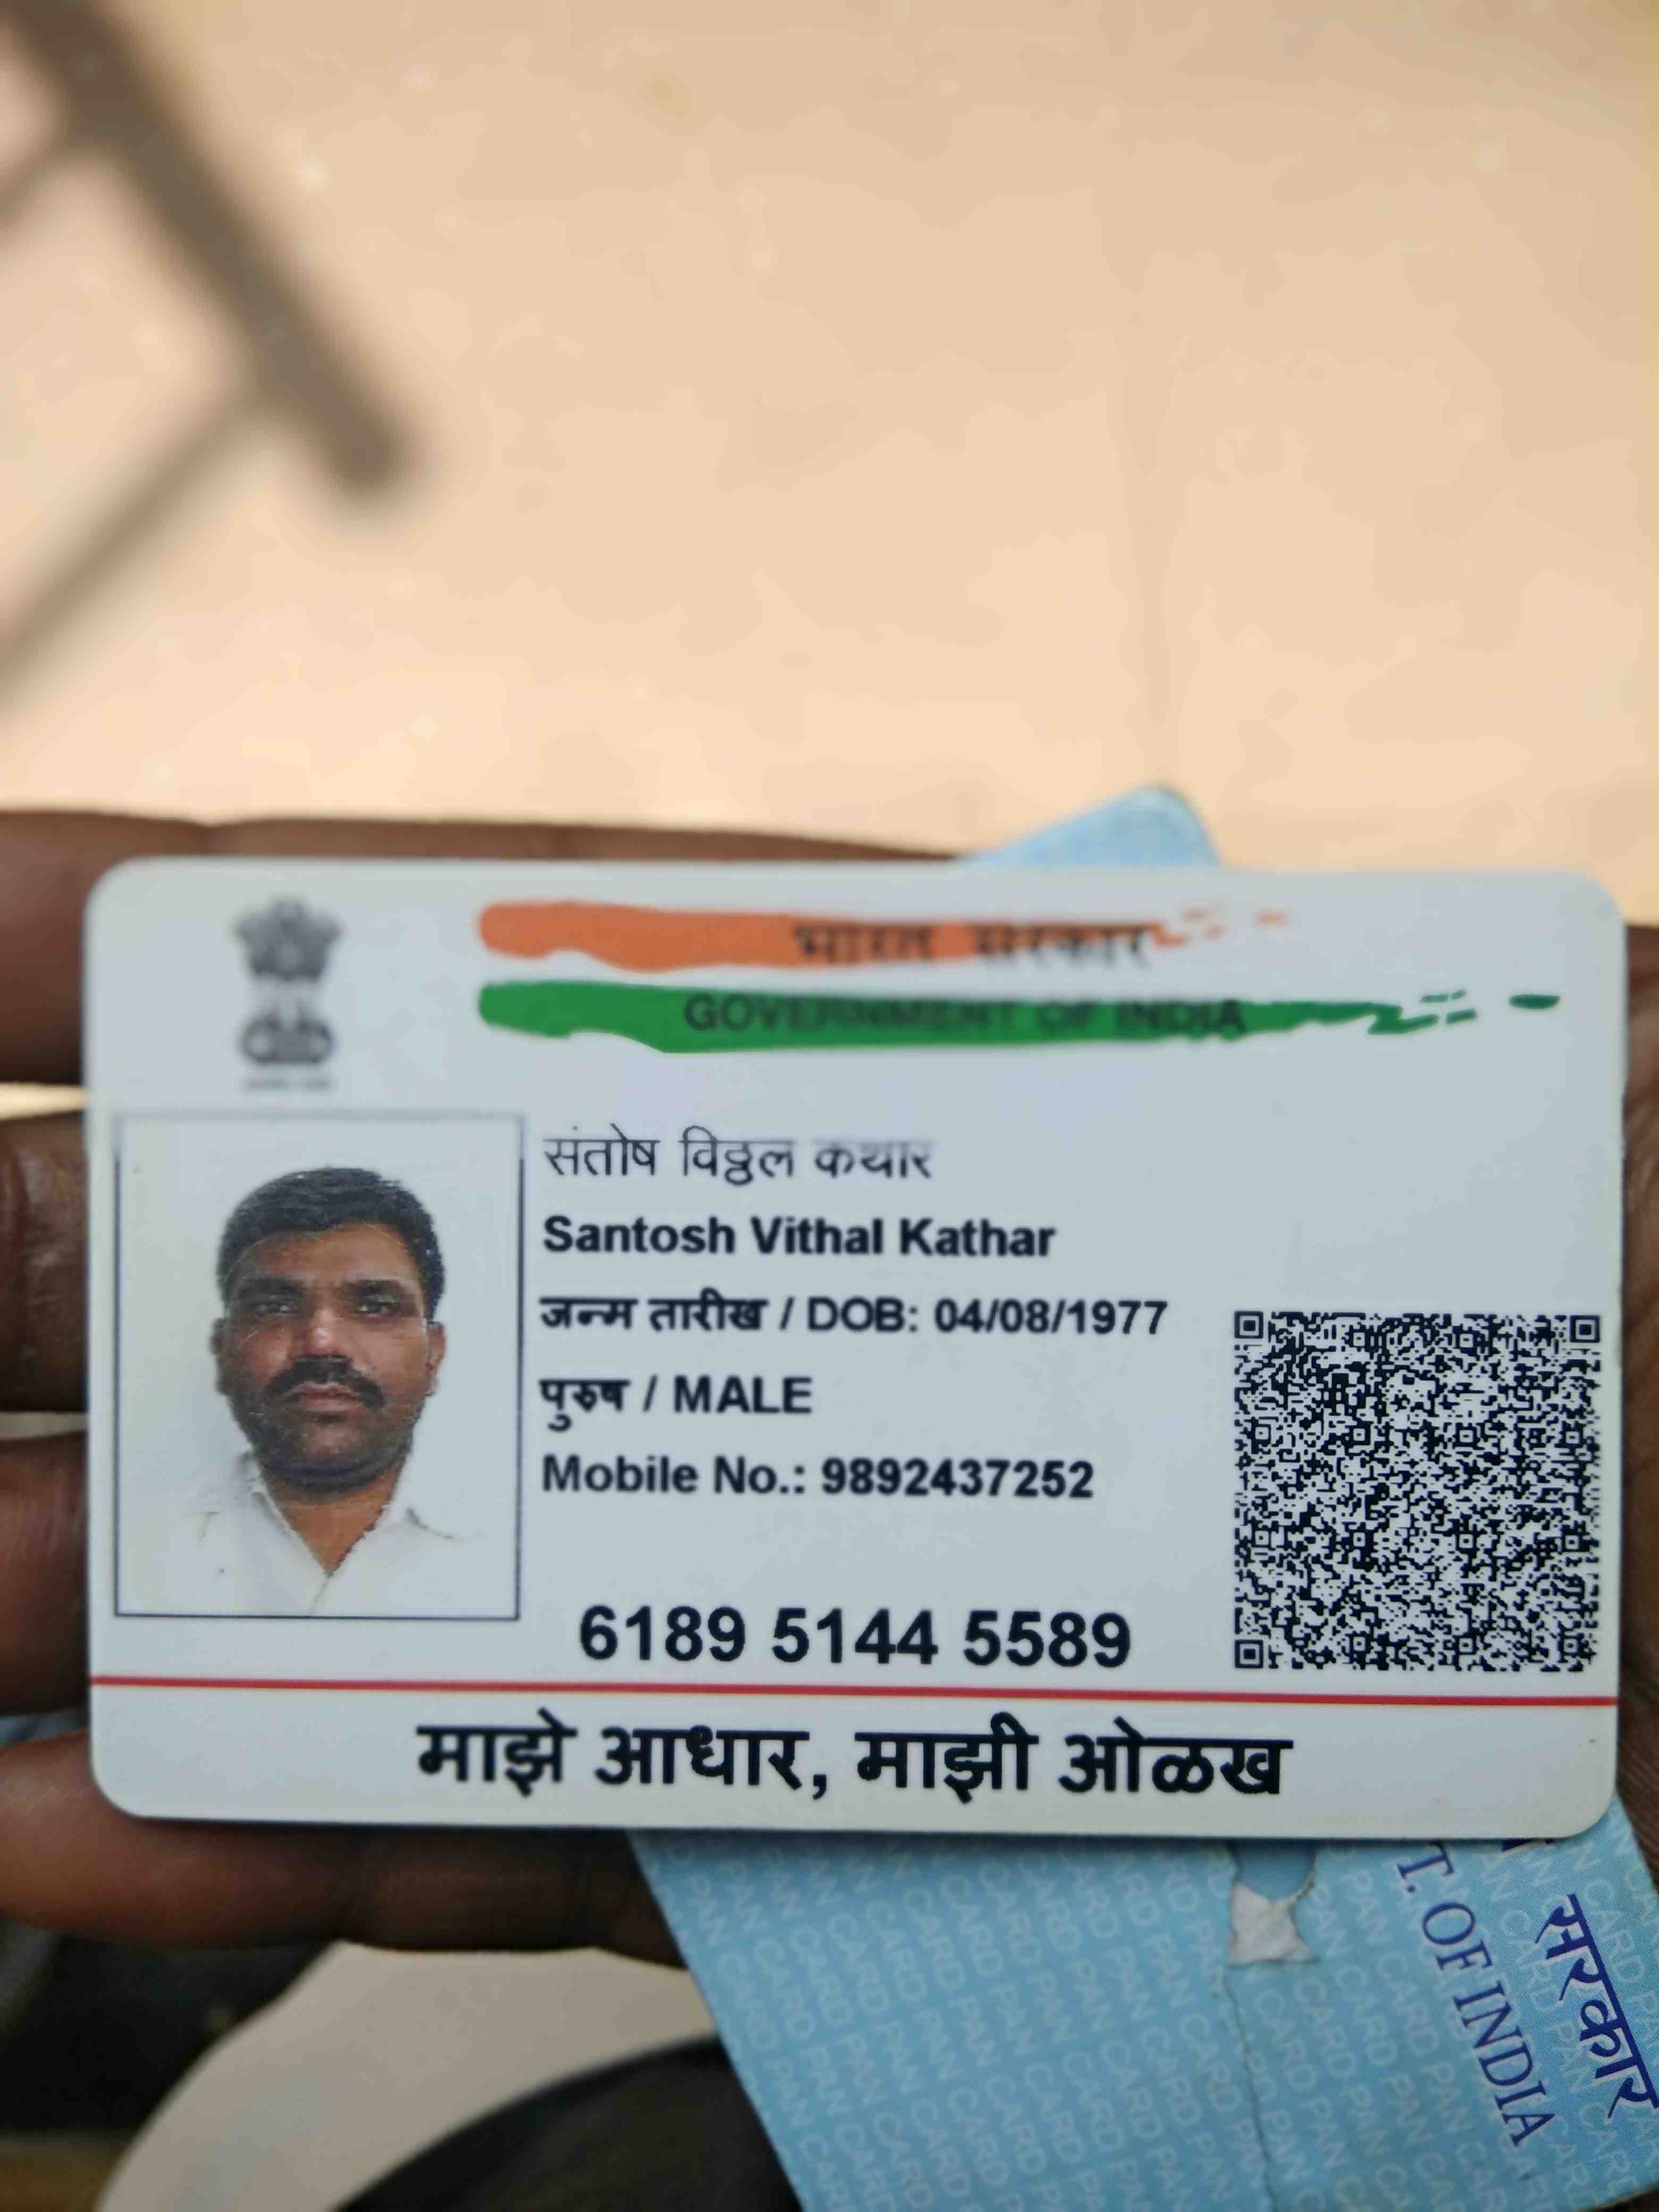 भारत सरकार
GOVERNMENT OF INDIA
संतोष विठ्ठल कथार
Santosh Vithal Kathar
जन्म तारीख / DOB: 04/08/1977
पुरुष / MALE
Mobile No.: 9892437252
6189 5144 5589
माझे आधार, माझी ओळख
सरकार
T. OF INDIA
PAN CARD PAN CARD PAN CARD